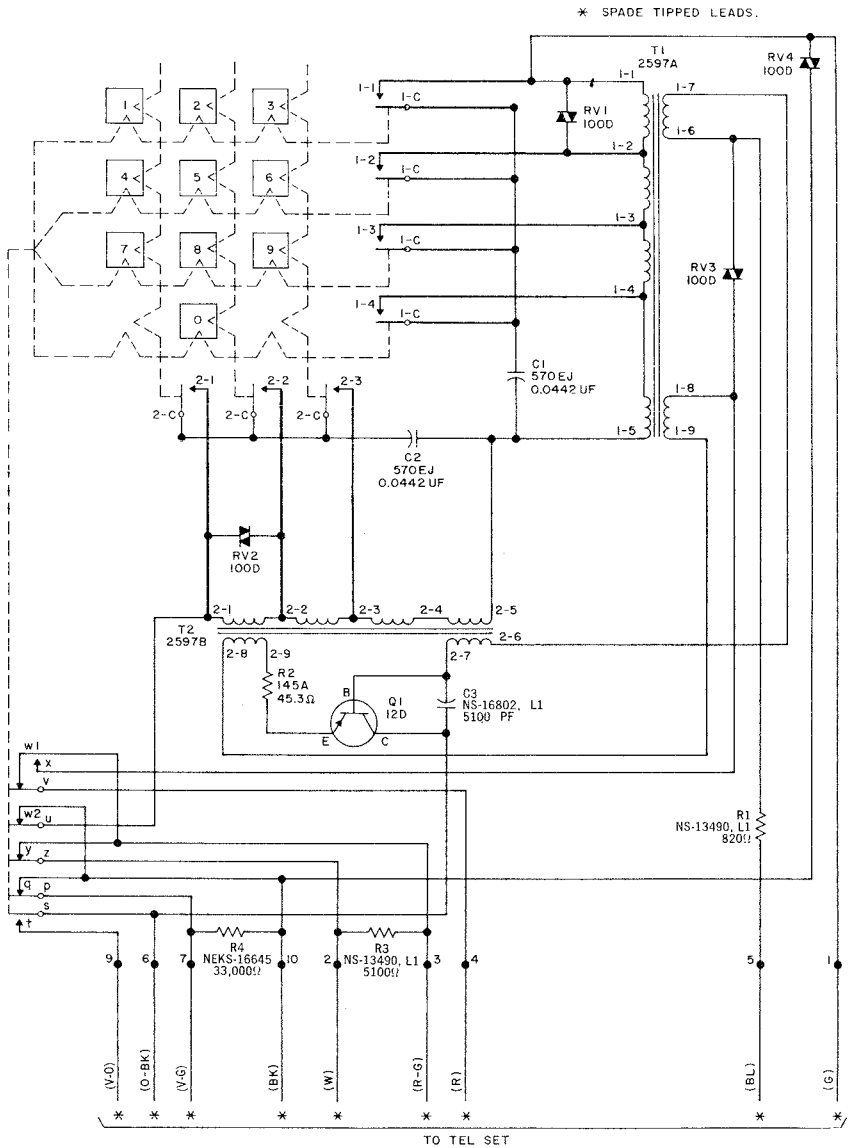 * SPADE TIPPED LEADS.
T1
2597A
RV4
100D
1-1
1-1
1-7
1-C
1
2
3
RV1
100D
1-6
1-2
1-2
1-C
4
5
6
1-3
1-3
1-C
7
8
9
RV3
100D
1-4
1-4
1-C
0
C1
570EJ
0.0442UF
2-1
2-2
2-3
1-8
2-C
2-C
2-C
1-5
1-9
C2
570EJ
0.0442UF
RV2
100D
2-1
2-2
2-3
2-4
2-5
T2
2597B
2-6
2-8
2-9
2-7
R2
145A
45.3Ω
B
Q1
12D
C3
NS-16802, L1
5100 PF
E
C
w1
x
v
w2
u
R1
NS-13490, L1
820Ω
y
z
q
p
s
t
R4
NEKS-16645
33,000Ω
R3
NS-13490, L1
5100Ω
9
6
7
10
2
3
4
5
1
(V-O)
(O-BK)
(V-G)
(BK)
(W)
(R-G)
(R)
(BL)
(G)
* * * * * * * * *
TO TEL SET